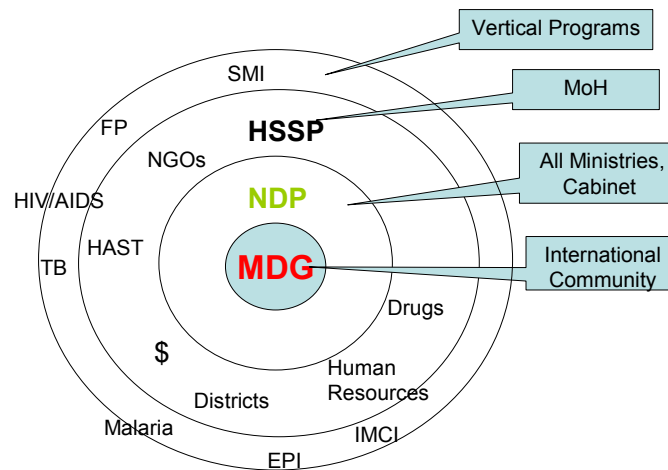 Vertical Programs
SMI
MoH
FP
HSSP
NGOs
All Ministries,
Cabinet
NDP
HIV/AIDS
HAST
TB
MDG
International
Community
Drugs
$
Human
Resources
Districts
Malaria
IMCI
EPI